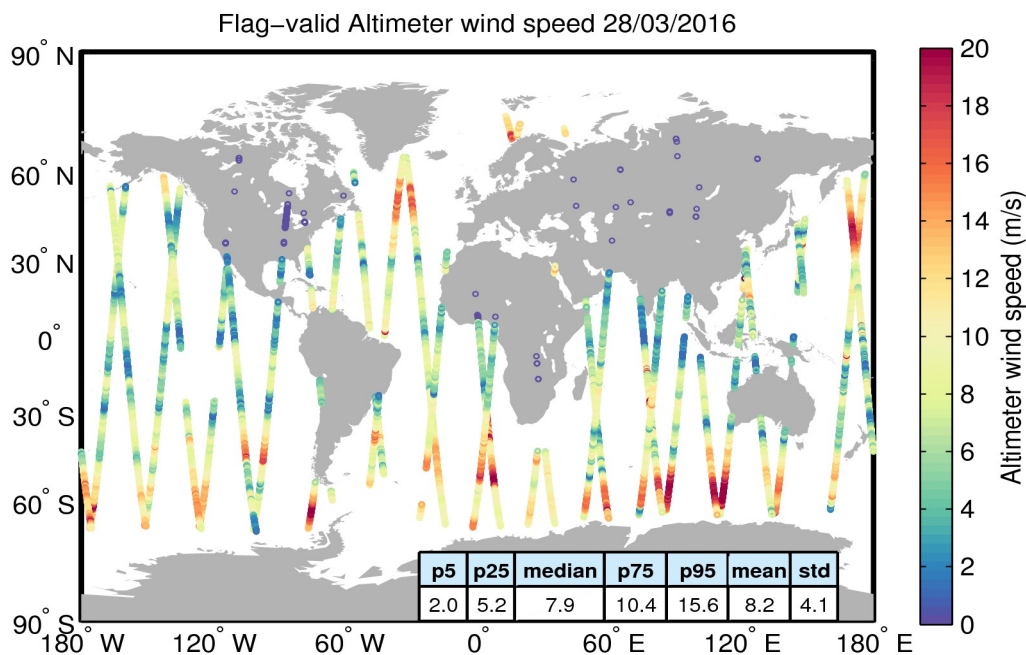 Flag−valid Altimeter wind speed 28/03/2016
90° N
60° N
30° N
0°
30° S
60° S
90° S
180° W
120° W
60° W
0°
60° E
120° E
180° E
p5 p25 median p75 p95 mean std
2.0 5.2 7.9 10.4 15.6 8.2 4.1
20
18
16
14
12
10
8
6
4
2
0
Altimeter wind speed (m/s)